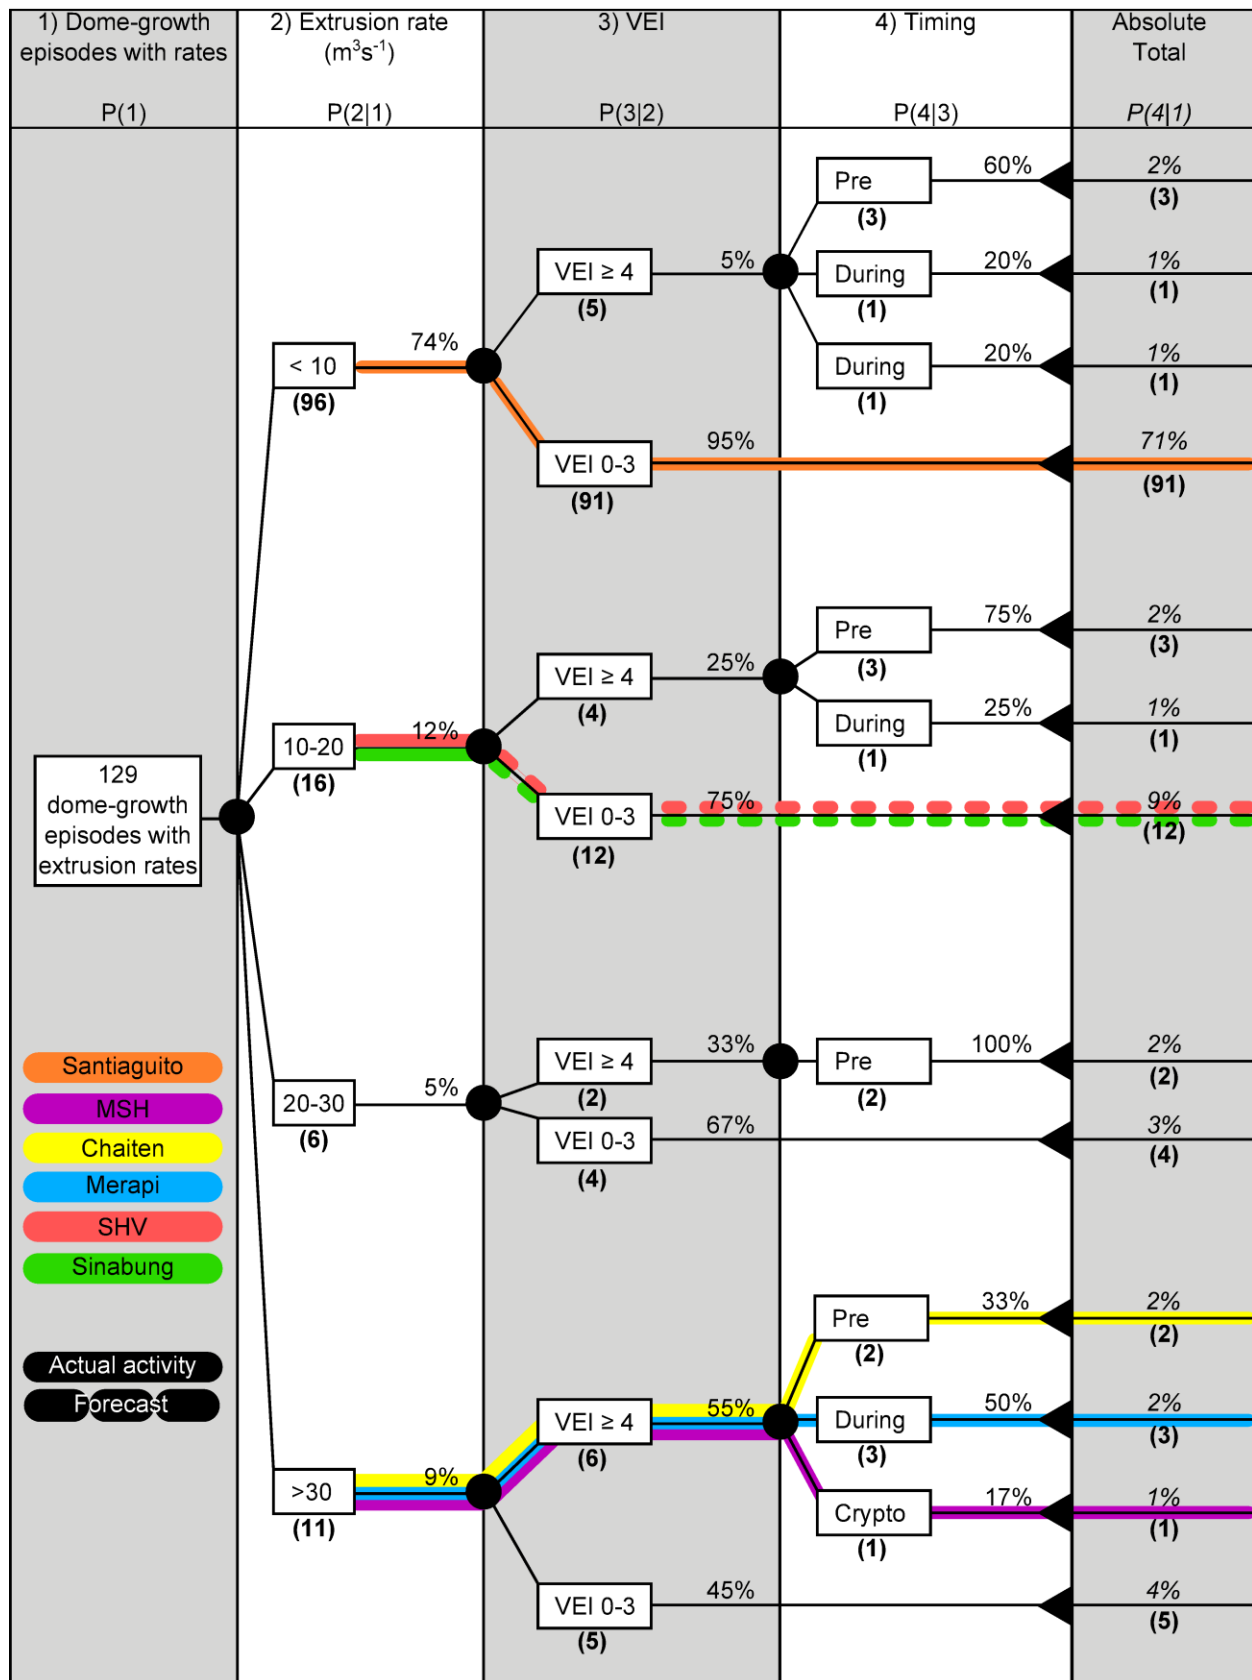 1) Dome-growth
episodes with rates
P(1)
2) Extrusion rate
(m³s⁻¹)
P(2|1)
3) VEI
P(3|2)
4) Timing
P(4|3)
Absolute
Total
P(4|1)
129
dome-growth
episodes with
extrusion rates
< 10
(96)
74%
VEI ≥ 4
(5)
5%
Pre
(3)
60%
2%
(3)
During
(1)
20%
1%
(1)
During
(1)
20%
1%
(1)
VEI 0-3
(91)
95%
71%
(91)
10-20
(16)
12%
VEI ≥ 4
(4)
25%
Pre
(3)
75%
2%
(3)
During
(1)
25%
1%
(1)
VEI 0-3
(12)
75%
9%
(12)
20-30
(6)
5%
VEI ≥ 4
(2)
33%
Pre
(2)
100%
2%
(2)
VEI 0-3
(4)
67%
3%
(4)
>30
(11)
9%
VEI ≥ 4
(6)
55%
Pre
(2)
33%
2%
(2)
During
(3)
50%
2%
(3)
Crypto
(1)
17%
1%
(1)
VEI 0-3
(5)
45%
4%
(5)
Santiaguito
MSH
Chaiten
Merapi
SHV
Sinabung
Actual activity
Forecast